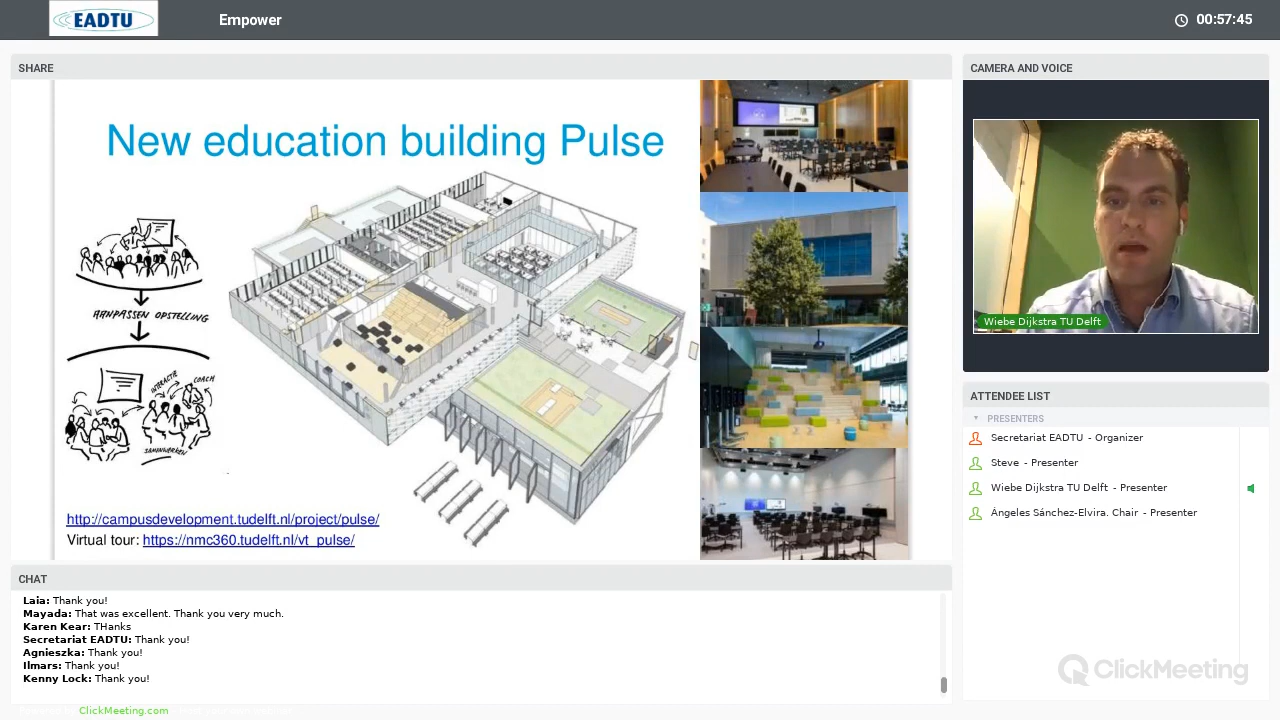 EADTU
Empower
00:57:45
SHARE
New education building Pulse
AANPASSEN OPSTELLING
INTERACTIE
COACH
SAMENWERKEN
http://campusdevelopment.tudelft.nl/project/pulse/
Virtual tour: https://nmc360.tudelft.nl/vt_pulse/
CAMERA AND VOICE
Wiebe Dijkstra TU Delft
ATTENDEE LIST
PRESENTERS
Secretariat EADTU - Organizer
Steve - Presenter
Wiebe Dijkstra TU Delft - Presenter
Ángeles Sánchez-Elvira. Chair - Presenter
ClickMeeting
CHAT
Laia: Thank you!
Mayada: That was excellent. Thank you very much.
Karen Kear: THanks
Secretariat EADTU: Thank you!
Agnieszka: Thank you!
Ilmars: Thank you!
Kenny Lock: Thank you!
ClickMeeting.com